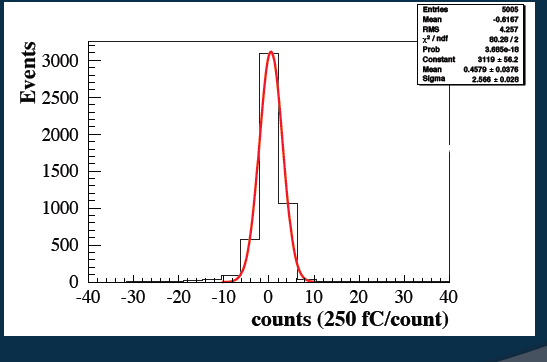 Entries 5005
Mean -0.6167
RMS 4.257
χ² / ndf 80.28 / 2
Prob 3.685e-18
Constant 3119 ± 56.2
Mean 0.4579 ± 0.0376
Sigma 2.566 ± 0.028
Events
3000
2500
2000
1500
1000
500
0
-40 -30 -20 -10 0 10 20 30 40
counts (250 fC/count)